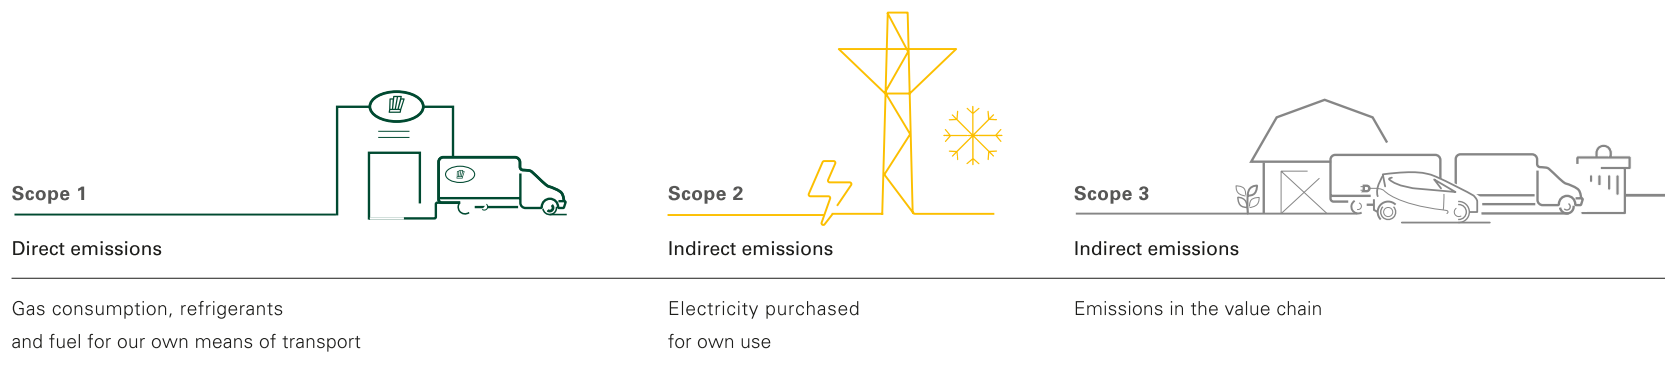 Scope 1
Direct emissions
Gas consumption, refrigerants
and fuel for our own means of transport
Scope 2
Indirect emissions
Electricity purchased
for own use
Scope 3
Indirect emissions
Emissions in the value chain